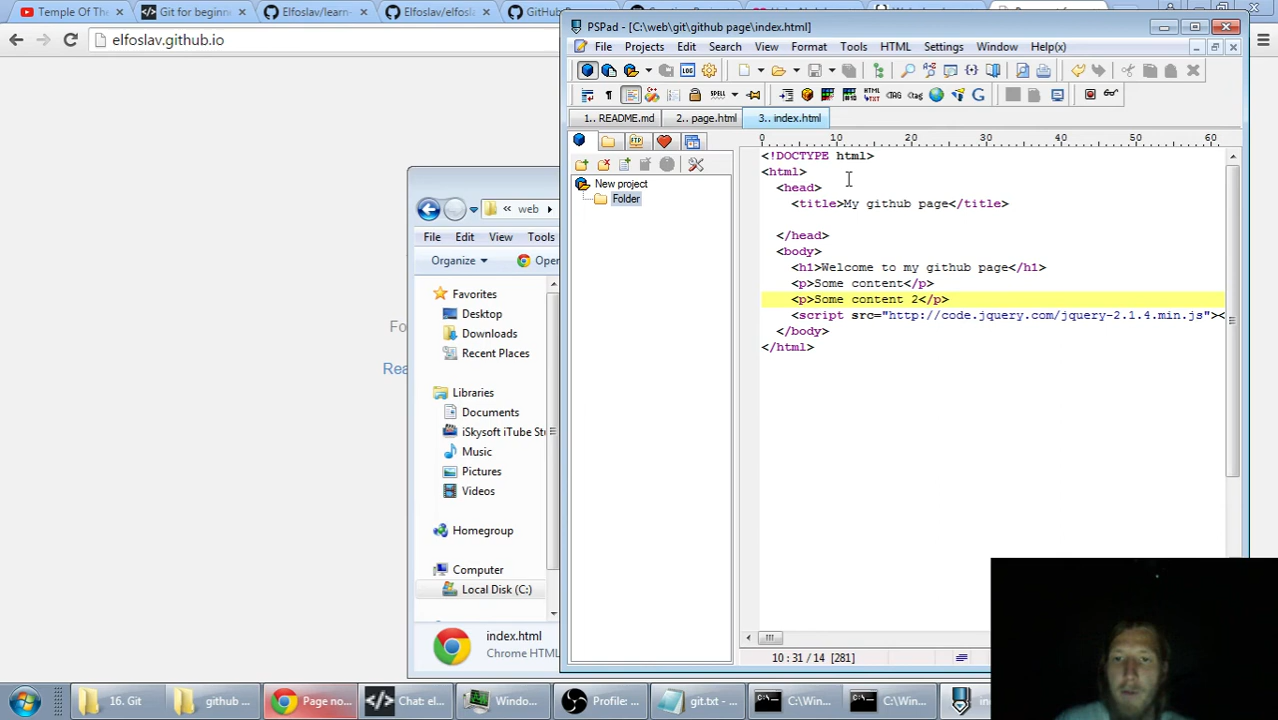 Temple Of The
Git for beginne
Elfoslav/learn-
Elfoslav/elfosl
GitHub P
elfoslav.github.io
PSPad - [C:\web\git\github page\index.html]
File Projects Edit Search View Format Tools HTML Settings Window Help(x)
1.. README.md 2.. page.html 3.. index.html
0 10 20 30 40 50 60
New project
Folder
<!DOCTYPE html>
<html>
<head>
<title>My github page</title>
</head>
<body>
<h1>Welcome to my github page</h1>
<p>Some content</p>
<p>Some content 2</p>
<script src="http://code.jquery.com/jquery-2.1.4.min.js"><
</body>
</html>
10 : 31 / 14 [281]
« web
File Edit View Tools
Organize Open
Favorites
Desktop
Downloads
Recent Places
Libraries
Documents
iSkysoft iTube Stu
Music
Pictures
Videos
Homegroup
Computer
Local Disk (C:)
index.html
Chrome HTML
Fo
Rea
16. Git
github ...
Page no...
Chat: el...
Windo...
Profile: ...
git.txt - ...
C:\Win...
C:\Win...